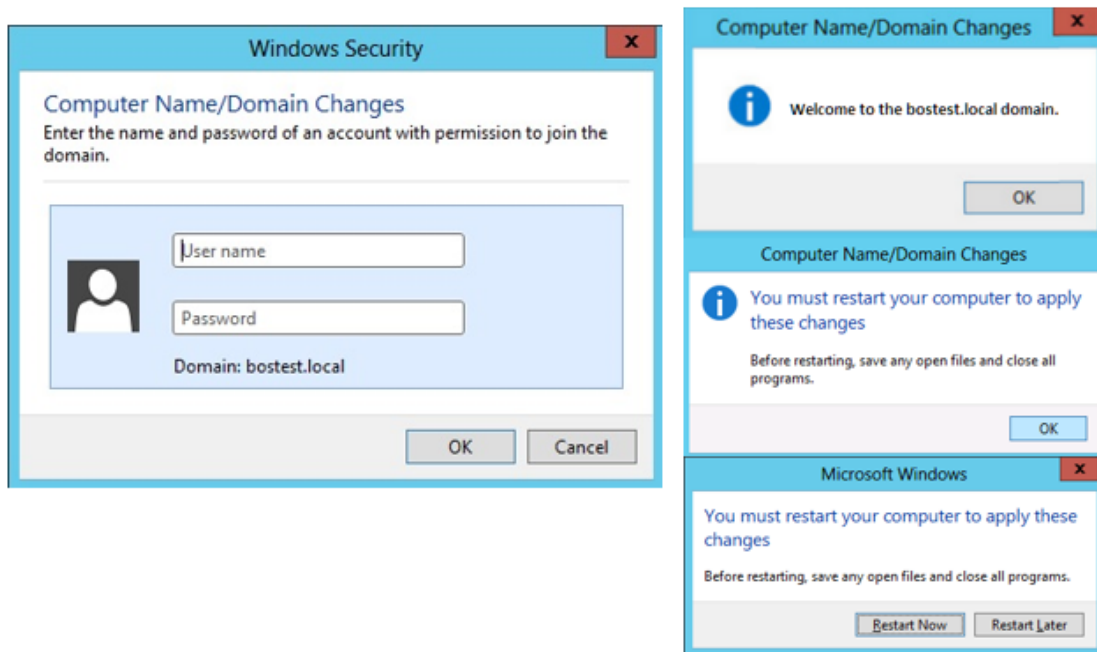 Windows Security
x
Computer Name/Domain Changes
Enter the name and password of an account with permission to join the
domain.
User name
Password
Domain: bostest.local
OK
Cancel
Computer Name/Domain Changes
x
Welcome to the bostest.local domain.
OK
Computer Name/Domain Changes
You must restart your computer to apply
these changes
Before restarting, save any open files and close all
programs.
OK
Microsoft Windows
x
You must restart your computer to apply these
changes
Before restarting, save any open files and close all programs.
Restart Now
Restart Later